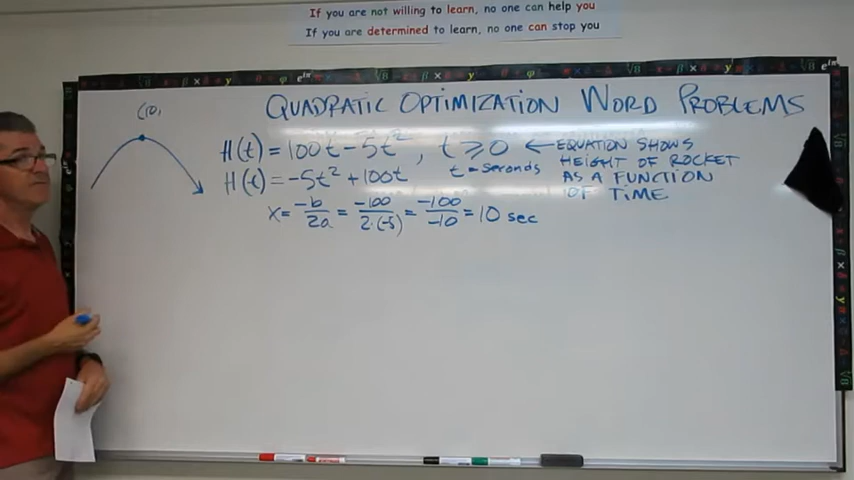 If you are not willing to learn, no one can help you
If you are determined to learn, no one can stop you
QUADRATIC OPTIMIZATION WORD PROBLEMS
(10,
H(t) = 100t - 5t², t ≥ 0 ← EQUATION SHOWS
t = seconds HEIGHT OF ROCKET
H(t) = -5t² + 100t AS A FUNCTION
OF TIME
x = -b/2a = -100/2·(-5) = -100/-10 = 10 sec